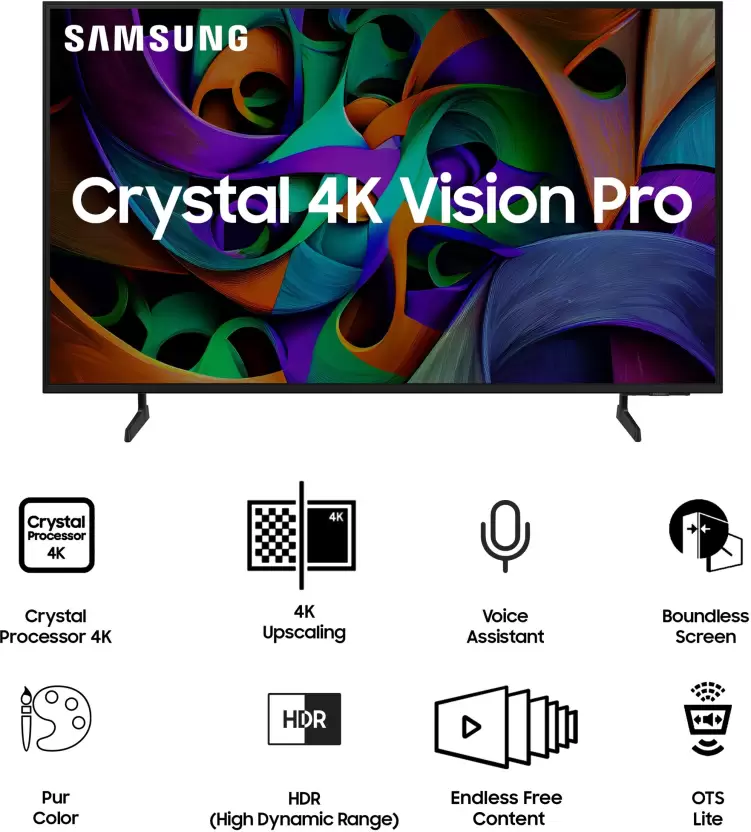 SAMSUNG
Crystal 4K Vision Pro
Crystal
Processor
4K
4K
Crystal
Processor 4K
4K
Upscaling
Voice
Assistant
Boundless
Screen
HDR
Pur
Color
HDR
(High Dynamic Range)
Endless Free
Content
OTS
Lite